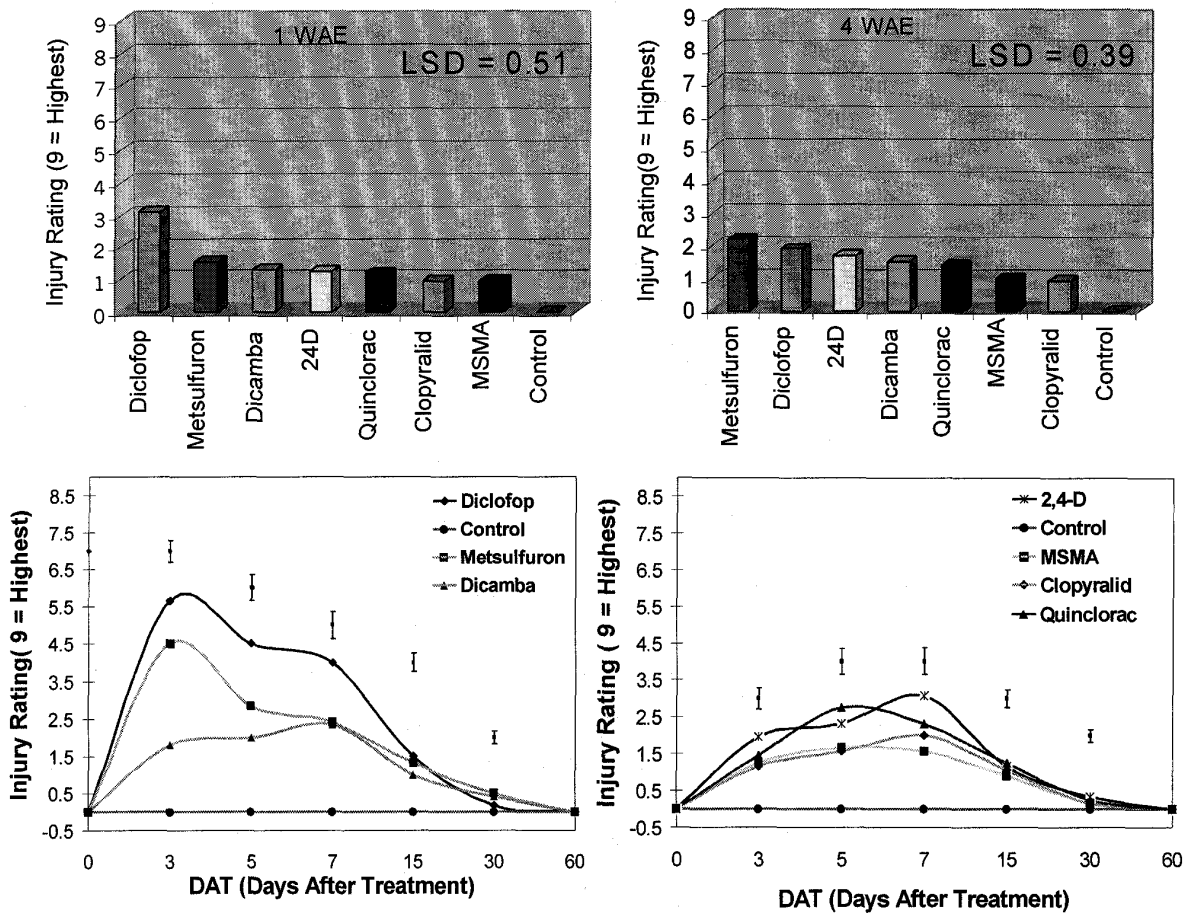 1 WAE
LSD = 0.51
Injury Rating (9 = Highest)
9
8
7
6
5
4
3
2
1
0
Diclofop
Metsulfuron
Dicamba
24D
Quinclorac
Clopyralid
MSMA
Control
4 WAE
LSD = 0.39
Injury Rating(9 = Highest)
9
8
7
6
5
4
3
2
1
0
Metsulfuron
Diclofop
24D
Dicamba
Quinclorac
MSMA
Clopyralid
Control
Injury Rating( 9 = Highest)
8.5
7.5
6.5
5.5
4.5
3.5
2.5
1.5
0.5
-0.5
Diclofop
Control
Metsulfuron
Dicamba
0 3 5 7 15 30 60
DAT (Days After Treatment)
Injury Rating ( 9 = Highest)
8.5
7.5
6.5
5.5
4.5
3.5
2.5
1.5
0.5
-0.5
2,4-D
Control
MSMA
Clopyralid
Quinclorac
0 3 5 7 15 30 60
DAT (Days After Treatment)